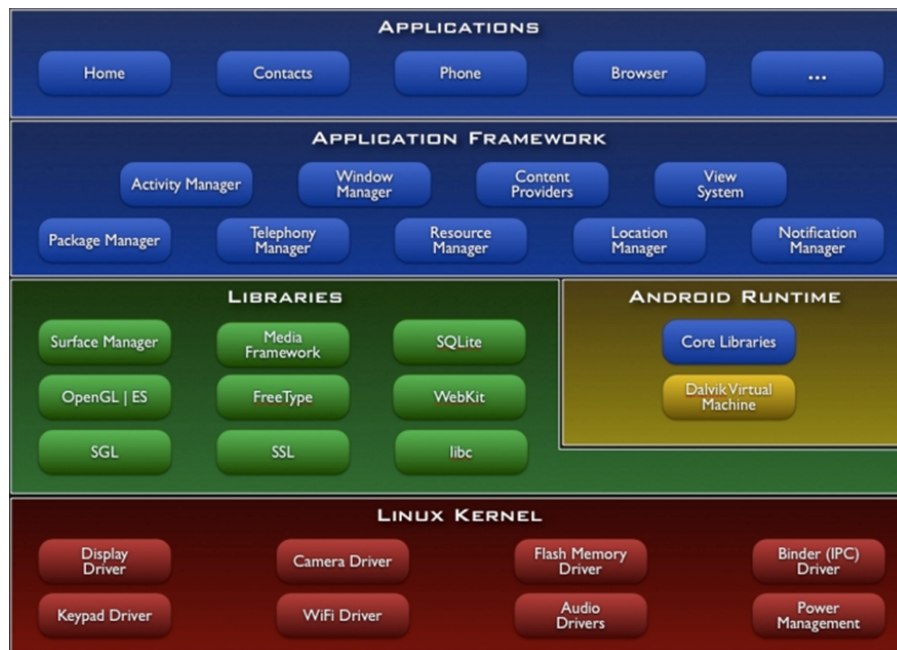 APPLICATIONS
Home
Contacts
Phone
Browser
...
APPLICATION FRAMEWORK
Activity Manager
Window
Manager
Content
Providers
View
System
Package Manager
Telephony
Manager
Resource
Manager
Location
Manager
Notification
Manager
LIBRARIES
Surface Manager
Media
Framework
SQLite
OpenGL | ES
FreeType
WebKit
SGL
SSL
libc
ANDROID RUNTIME
Core Libraries
Dalvik Virtual
Machine
LINUX KERNEL
Display
Driver
Camera Driver
Flash Memory
Driver
Binder (IPC)
Driver
Keypad Driver
WiFi Driver
Audio
Drivers
Power
Management